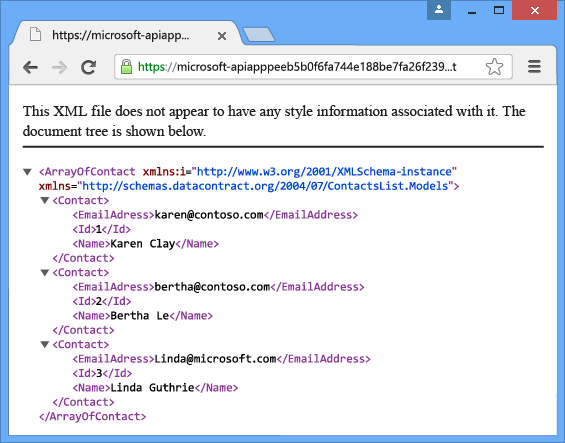 https://microsoft-apiapp...
https://microsoft-apiapppeeb5b0f6fa744e188be7fa26f239...t
This XML file does not appear to have any style information associated with it. The
document tree is shown below.
<ArrayOfContact xmlns:i="http://www.w3.org/2001/XMLSchema-instance"
xmlns="http://schemas.datacontract.org/2004/07/ContactsList.Models">
<Contact>
<EmailAdress>karen@contoso.com</EmailAddress>
<Id>1</Id>
<Name>Karen Clay</Name>
</Contact>
<Contact>
<EmailAdress>bertha@contoso.com</EmailAddress>
<Id>2</Id>
<Name>Bertha Le</Name>
</Contact>
<Contact>
<EmailAdress>Linda@microsoft.com</EmailAddress>
<Id>3</Id>
<Name>Linda Guthrie</Name>
</Contact>
</ArrayOfContact>